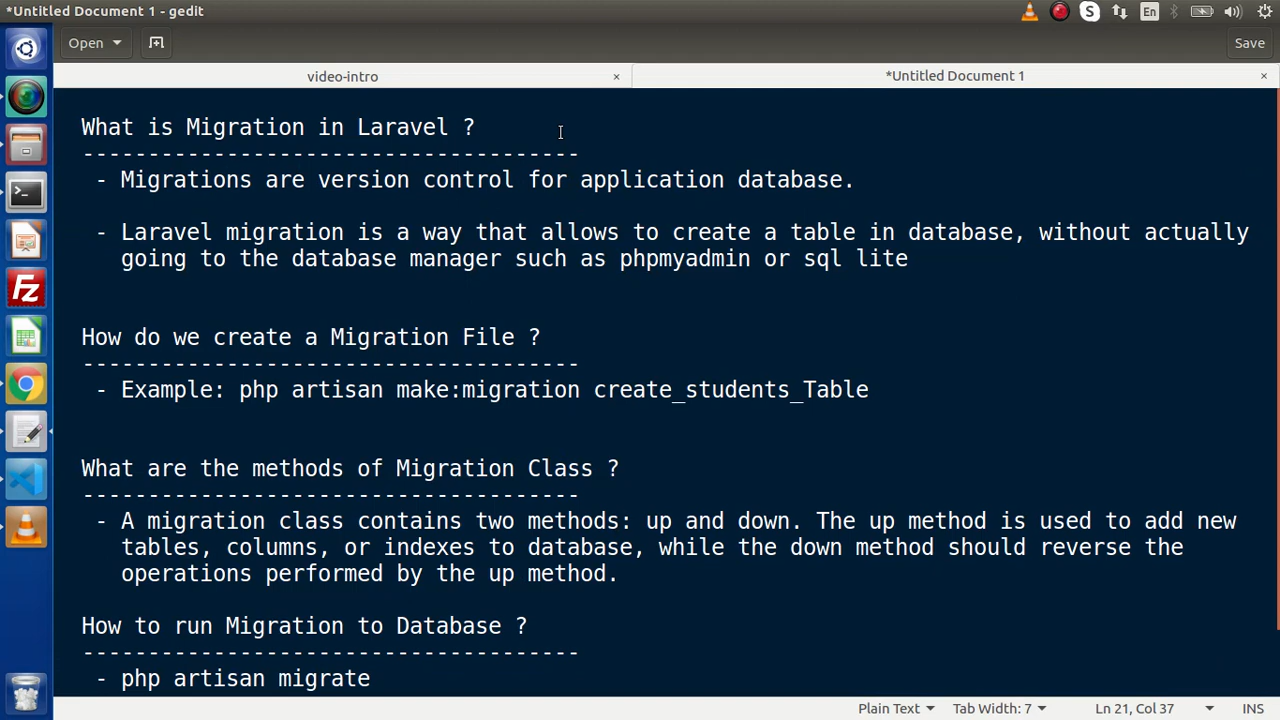 *Untitled Document 1 - gedit
En
Open
Save
video-intro
*Untitled Document 1
What is Migration in Laravel ?
--------------------------------------
- Migrations are version control for application database.
- Laravel migration is a way that allows to create a table in database, without actually
going to the database manager such as phpmyadmin or sql lite
How do we create a Migration File ?
--------------------------------------
- Example: php artisan make:migration create_students_Table
What are the methods of Migration Class ?
--------------------------------------
- A migration class contains two methods: up and down. The up method is used to add new
tables, columns, or indexes to database, while the down method should reverse the
operations performed by the up method.
How to run Migration to Database ?
--------------------------------------
- php artisan migrate
Plain Text
Tab Width: 7
Ln 21, Col 37
INS